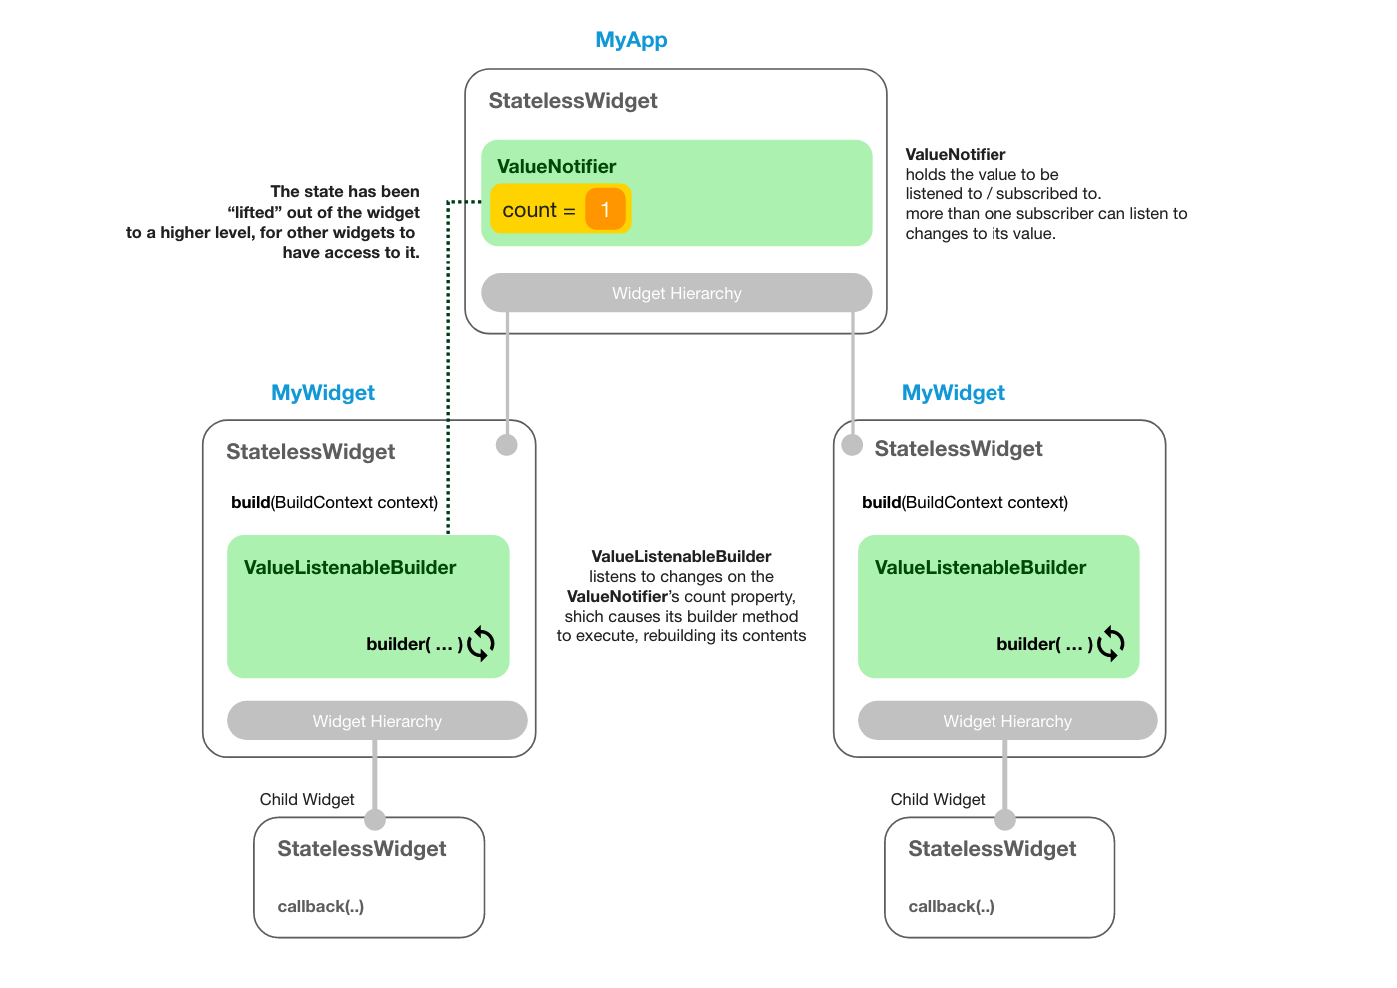 MyApp
StatelessWidget
ValueNotifier
count = 1
Widget Hierarchy
The state has been
“lifted” out of the widget
to a higher level, for other widgets to
have access to it.
ValueNotifier
holds the value to be
listened to / subscribed to.
more than one subscriber can listen to
changes to its value.
MyWidget
StatelessWidget
build(BuildContext context)
ValueListenableBuilder
builder( ... )
Widget Hierarchy
Child Widget
StatelessWidget
callback(..)
ValueListenableBuilder
listens to changes on the
ValueNotifier’s count property,
shich causes its builder method
to execute, rebuilding its contents
MyWidget
StatelessWidget
build(BuildContext context)
ValueListenableBuilder
builder( ... )
Widget Hierarchy
Child Widget
StatelessWidget
callback(..)